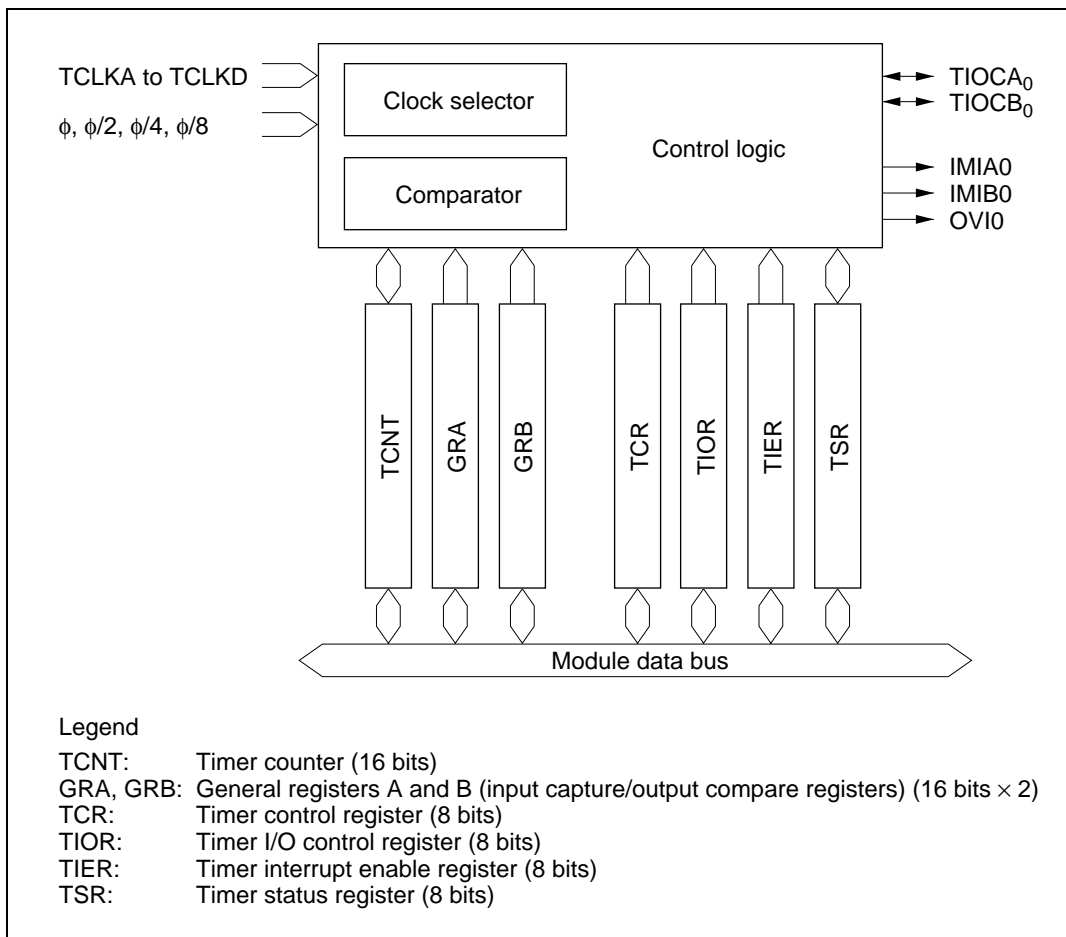 TCLKA to TCLKD
ϕ, ϕ/2, ϕ/4, ϕ/8
Clock selector
Comparator
Control logic
TIOCA0
TIOCB0
IMIA0
IMIB0
OVI0
TCNT
GRA
GRB
TCR
TIOR
TIER
TSR
Module data bus
Legend
TCNT: Timer counter (16 bits)
GRA, GRB: General registers A and B (input capture/output compare registers) (16 bits × 2)
TCR: Timer control register (8 bits)
TIOR: Timer I/O control register (8 bits)
TIER: Timer interrupt enable register (8 bits)
TSR: Timer status register (8 bits)